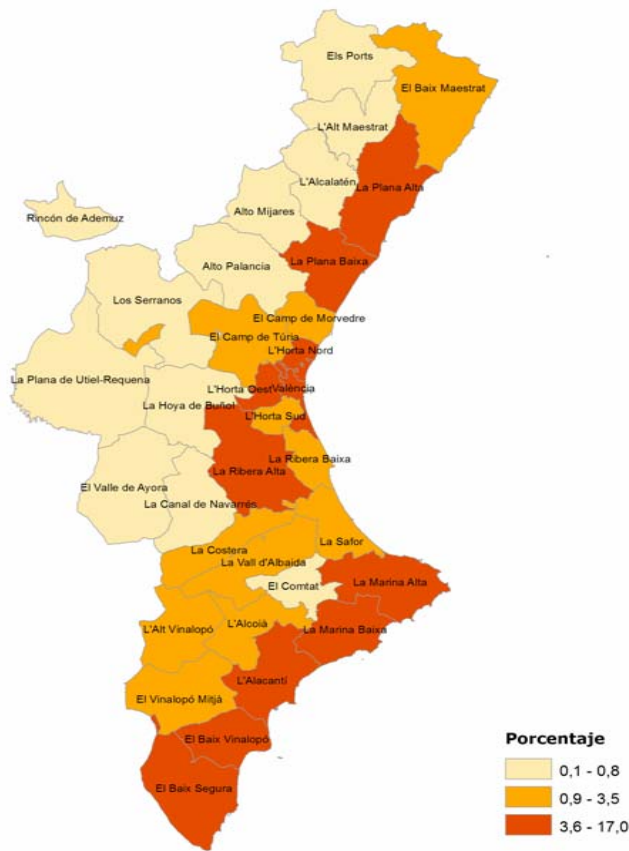 Els Ports
El Baix Maestrat
L'Alt Maestrat
L'Alcalatén
La Plana Alta
Rincón de Ademuz
Alto Mijares
La Plana Baixa
Alto Palancia
Los Serranos
El Camp de Morvedre
El Camp de Túria
L'Horta Nord
La Plana de Utiel-Requena
L'Horta Oest
València
La Hoya de Buñol
L'Horta Sud
La Ribera Baixa
La Ribera Alta
El Valle de Ayora
La Canal de Navarrés
La Safor
La Costera
La Vall d'Albaida
El Comtat
La Marina Alta
L'Alt Vinalopó
L'Alcoià
La Marina Baixa
L'Alacantí
El Vinalopó Mitjà
El Baix Vinalopó
El Baix Segura
Porcentaje
0,1 - 0,8
0,9 - 3,5
3,6 - 17,0